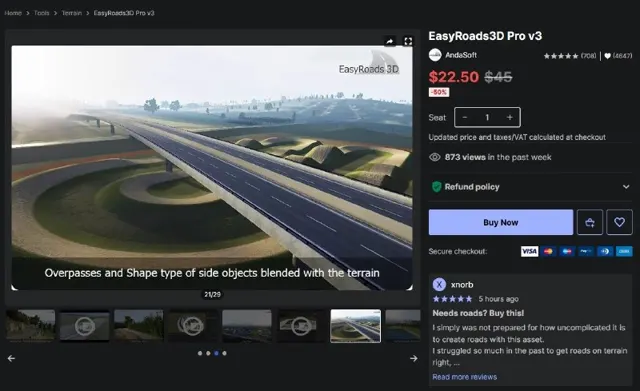 Home > Tools > Terrain > EasyRoads3D Pro v3
EasyRoads 3D
Overpasses and Shape type of side objects blended with the terrain
21/29
EasyRoads3D Pro v3
AndaSoft
★★★★★ (708) | ♥ (4647)
$22.50 $45
-50%
Seat - 1 +
Updated price and taxes/VAT calculated at checkout
873 views in the past week
Refund policy
Buy Now
Secure checkout: VISA
X xnorb
★★★★★ 5 hours ago
Needs roads? Buy this!
I simply was not prepared for how uncomplicated it is
to create roads with this asset.
I struggled so much in the past to get roads on terrain
right, ...
Read more reviews